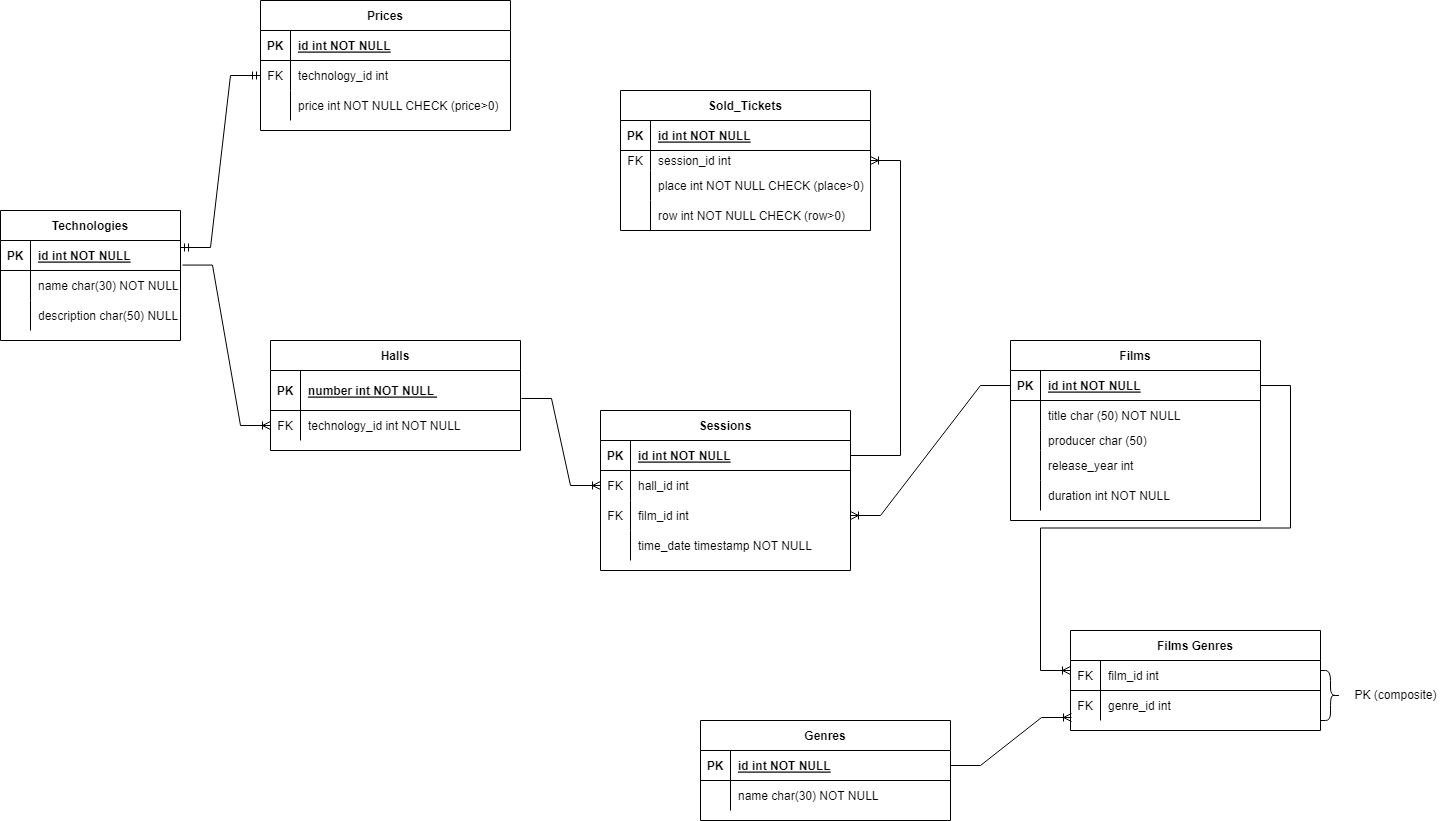 Prices
PK id int NOT NULL
FK technology_id int
price int NOT NULL CHECK (price>0)
Sold_Tickets
PK id int NOT NULL
FK session_id int
place int NOT NULL CHECK (place>0)
row int NOT NULL CHECK (row>0)
Technologies
PK id int NOT NULL
name char(30) NOT NULL
description char(50) NULL
Halls
PK number int NOT NULL
FK technology_id int NOT NULL
Films
PK id int NOT NULL
title char (50) NOT NULL
producer char (50)
release_year int
duration int NOT NULL
Sessions
PK id int NOT NULL
FK hall_id int
FK film_id int
time_date timestamp NOT NULL
Films Genres
FK film_id int
FK genre_id int
PK (composite)
Genres
PK id int NOT NULL
name char(30) NOT NULL